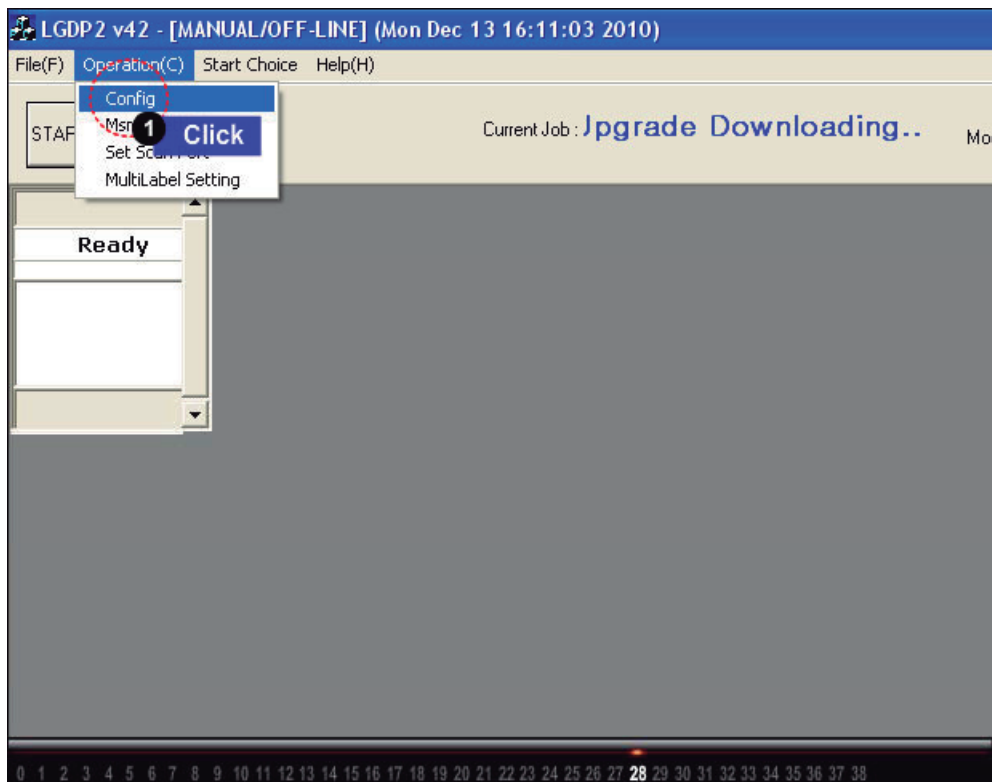 LGDP2 v42 - [MANUAL/OFF-LINE] (Mon Dec 13 16:11:03 2010)
File(F) Operation(C) Start Choice Help(H)
Config
1 Click
MultiLabel Setting
Current Job : Jpgrade Downloading..
Ready
0 1 2 3 4 5 6 7 8 9 10 11 12 13 14 15 16 17 18 19 20 21 22 23 24 25 26 27 28 29 30 31 32 33 34 35 36 37 38